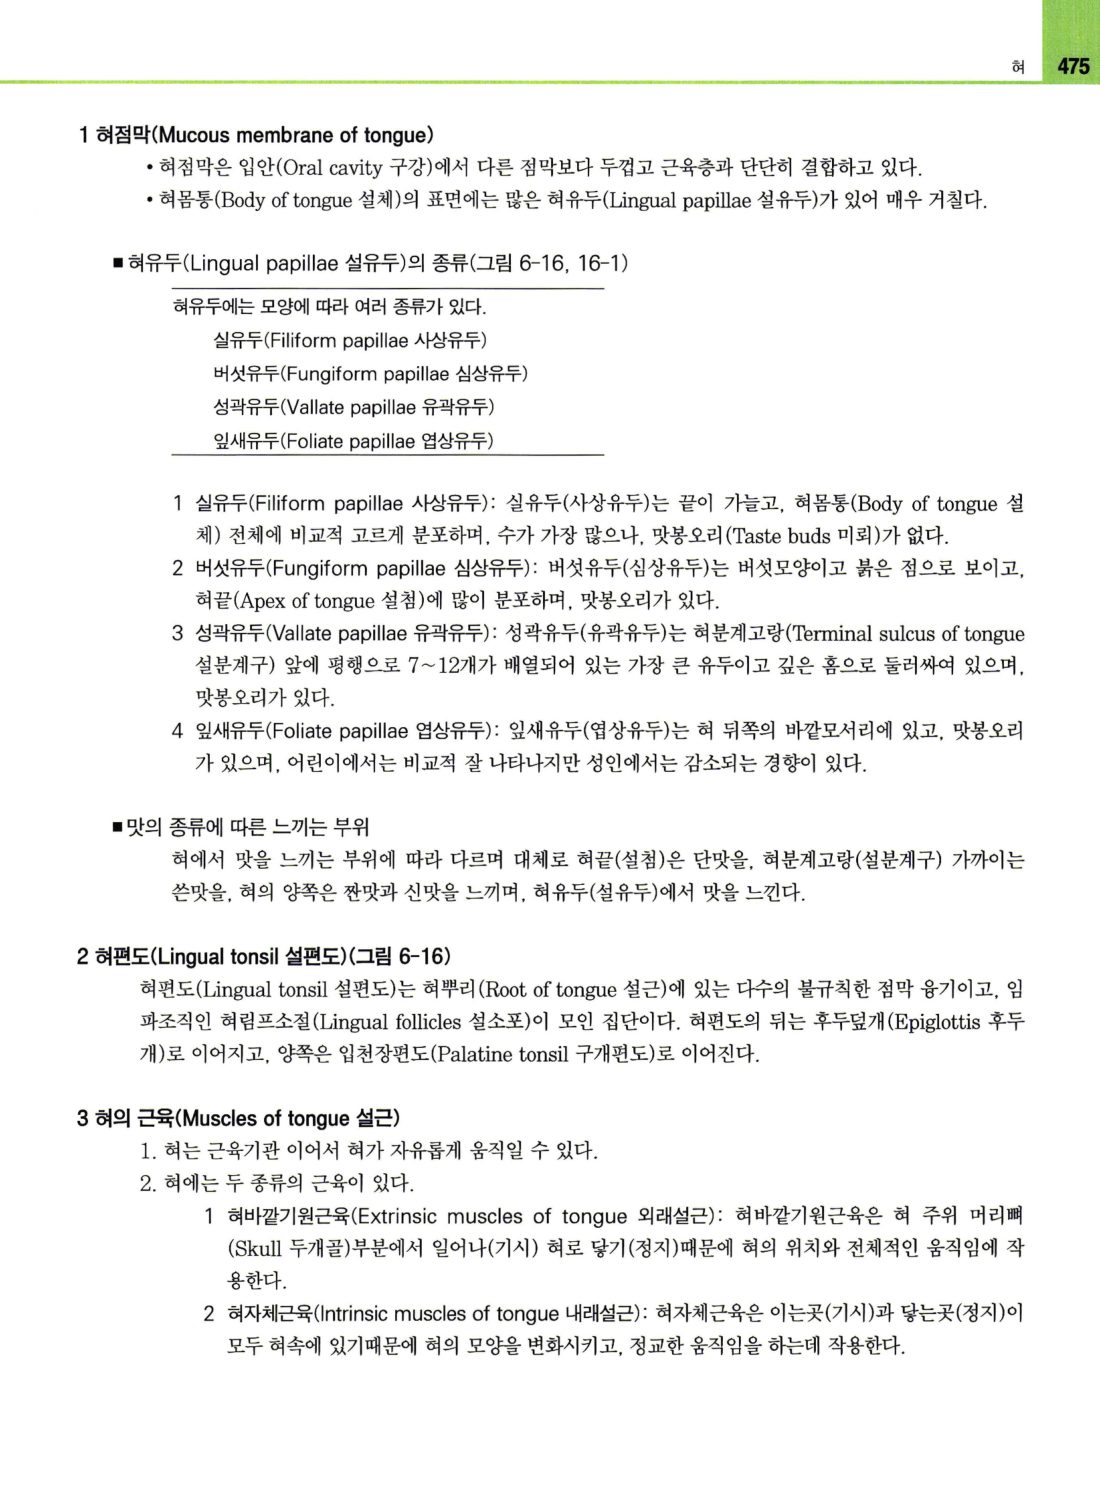 혀 475
1 혀점막(Mucous membrane of tongue)
• 혀점막은 입안(Oral cavity 구강)에서 다른 점막보다 두껍고 근육층과 단단히 결합하고 있다.
• 혀몸통(Body of tongue 설체)의 표면에는 많은 혀유두(Lingual papillae 설유두)가 있어 매우 거칠다.
■ 혀유두(Lingual papillae 설유두)의 종류(그림 6-16, 16-1)
혀유두에는 모양에 따라 여러 종류가 있다.
실유두(Filiform papillae 사상유두)
버섯유두(Fungiform papillae 심상유두)
성곽유두(Vallate papillae 유곽유두)
잎새유두(Foliate papillae 엽상유두)
1 실유두(Filiform papillae 사상유두): 실유두(사상유두)는 끝이 가늘고, 혀몸통(Body of tongue 설
체) 전체에 비교적 고르게 분포하며, 수가 가장 많으나, 맛봉오리(Taste buds 미뢰)가 없다.
2 버섯유두(Fungiform papillae 심상유두): 버섯유두(심상유두)는 버섯모양이고 붉은 점으로 보이고,
혀끝(Apex of tongue 설첨)에 많이 분포하며, 맛봉오리가 있다.
3 성곽유두(Vallate papillae 유곽유두): 성곽유두(유곽유두)는 혀분계고랑(Terminal sulcus of tongue
설분계구) 앞에 평행으로 7~12개가 배열되어 있는 가장 큰 유두이고 깊은 홈으로 둘러싸여 있으며,
맛봉오리가 있다.
4 잎새유두(Foliate papillae 엽상유두): 잎새유두(엽상유두)는 혀 뒤쪽의 바깥모서리에 있고, 맛봉오리
가 있으며, 어린이에서는 비교적 잘 나타나지만 성인에서는 감소되는 경향이 있다.
■ 맛의 종류에 따른 느끼는 부위
혀에서 맛을 느끼는 부위에 따라 다르며 대체로 혀끝(설첨)은 단맛을, 혀분계고랑(설분계구) 가까이는
쓴맛을, 혀의 양쪽은 짠맛과 신맛을 느끼며, 혀유두(설유두)에서 맛을 느낀다.
2 혀편도(Lingual tonsil 설편도)(그림 6-16)
혀편도(Lingual tonsil 설편도)는 혀뿌리(Root of tongue 설근)에 있는 다수의 불규칙한 점막 융기이고, 임
파조직인 혀림프소절(Lingual follicles 설소포)이 모인 집단이다. 혀편도의 뒤는 후두덮개(Epiglottis 후두
개)로 이어지고, 양쪽은 입천장편도(Palatine tonsil 구개편도)로 이어진다.
3 혀의 근육(Muscles of tongue 설근)
1. 혀는 근육기관 이어서 혀가 자유롭게 움직일 수 있다.
2. 혀에는 두 종류의 근육이 있다.
1 혀바깥기원근육(Extrinsic muscles of tongue 외래설근): 혀바깥기원근육은 혀 주위 머리뼈
(Skull 두개골)부분에서 일어나(기시) 혀로 닿기(정지)때문에 혀의 위치와 전체적인 움직임에 작
용한다.
2 혀자체근육(Intrinsic muscles of tongue 내래설근): 혀자체근육은 이는곳(기시)과 닿는곳(정지)이
모두 혀속에 있기때문에 혀의 모양을 변화시키고, 정교한 움직임을 하는데 작용한다.